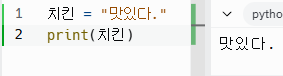 1 치킨 = "맛있다."
2 print(치킨)
pytho
맛있다.